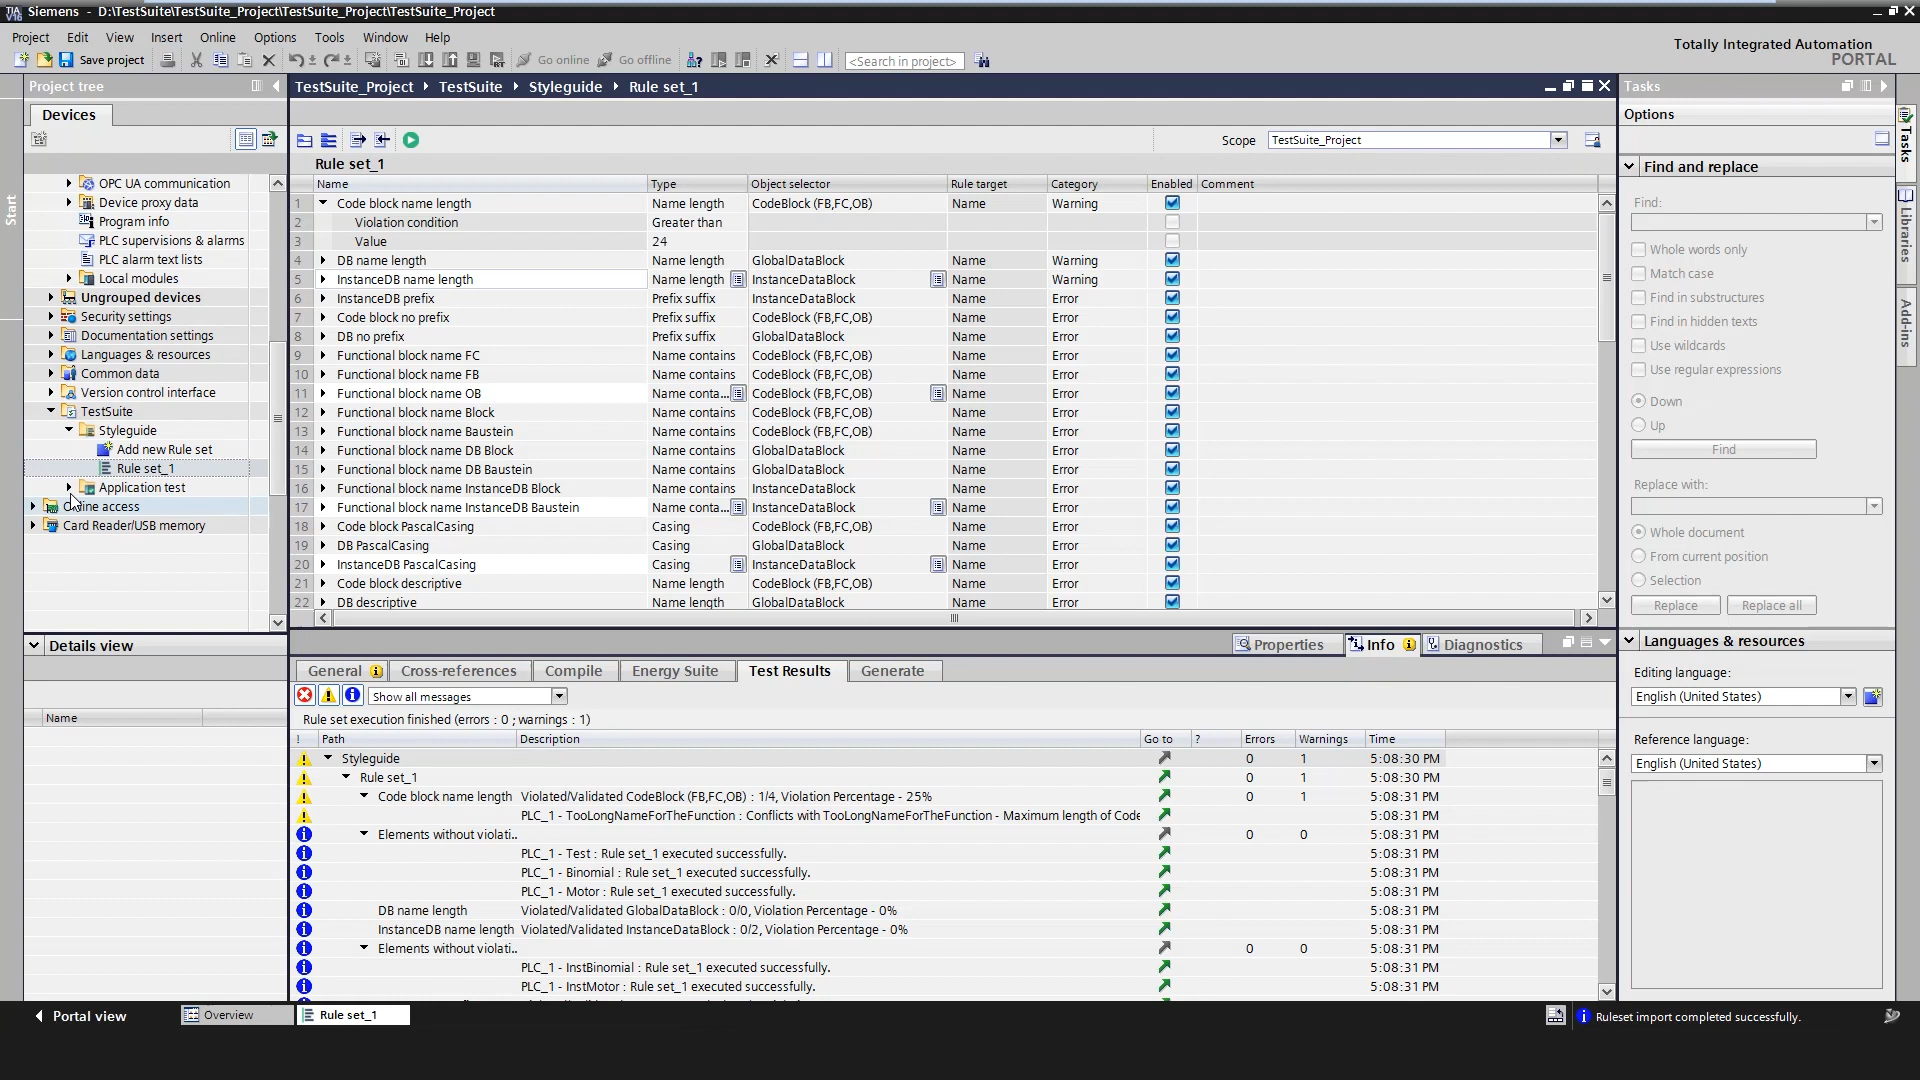 Siemens - D:\TestSuite\TestSuite_Project\TestSuite_Project\TestSuite_Project
Project Edit View Insert Online Options Tools Window Help
Totally Integrated Automation
PORTAL
Save project Go online Go offline <Search in project>
Project tree
TestSuite_Project TestSuite Styleguide Rule set_1
Tasks
Devices
Options
Start
OPC UA communication
Device proxy data
Program info
PLC supervisions & alarms
PLC alarm text lists
Local modules
Ungrouped devices
Security settings
Documentation settings
Languages & resources
Common data
Version control interface
TestSuite
Styleguide
Add new Rule set
Rule set_1
Application test
Online access
Card Reader/USB memory
Details view
Name
Scope TestSuite_Project
Rule set_1
Name Type Object selector Rule target Category Enabled Comment
1 Code block name length Name length CodeBlock (FB,FC,OB) Name Warning
2 Violation condition Greater than
3 Value 24
4 DB name length Name length GlobalDataBlock Name Warning
5 InstanceDB name length Name length InstanceDataBlock Name Warning
6 InstanceDB prefix Prefix suffix InstanceDataBlock Name Error
7 Code block no prefix Prefix suffix CodeBlock (FB,FC,OB) Name Error
8 DB no prefix Prefix suffix GlobalDataBlock Name Error
9 Functional block name FC Name contains CodeBlock (FB,FC,OB) Name Error
10 Functional block name FB Name contains CodeBlock (FB,FC,OB) Name Error
11 Functional block name OB Name conta... CodeBlock (FB,FC,OB) Name Error
12 Functional block name Block Name contains CodeBlock (FB,FC,OB) Name Error
13 Functional block name Baustein Name contains CodeBlock (FB,FC,OB) Name Error
14 Functional block name DB Block Name contains GlobalDataBlock Name Error
15 Functional block name DB Baustein Name contains GlobalDataBlock Name Error
16 Functional block name InstanceDB Block Name contains InstanceDataBlock Name Error
17 Functional block name InstanceDB Baustein Name conta... InstanceDataBlock Name Error
18 Code block PascalCasing Casing CodeBlock (FB,FC,OB) Name Error
19 DB PascalCasing Casing GlobalDataBlock Name Error
20 InstanceDB PascalCasing Casing InstanceDataBlock Name Error
21 Code block descriptive Name length CodeBlock (FB,FC,OB) Name Error
22 DB descriptive Name length GlobalDataBlock Name Error
Properties Info Diagnostics
General Cross-references Compile Energy Suite Test Results Generate
Show all messages
Rule set execution finished (errors : 0 ; warnings : 1)
! Path Description Go to ? Errors Warnings Time
Styleguide 0 1 5:08:30 PM
Rule set_1 0 1 5:08:30 PM
Code block name length Violated/Validated CodeBlock (FB,FC,OB) : 1/4, Violation Percentage - 25% 0 1 5:08:31 PM
PLC_1 - TooLongNameForTheFunction : Conflicts with TooLongNameForTheFunction - Maximum length of Code 5:08:31 PM
Elements without violati.. 0 0 5:08:31 PM
PLC_1 - Test : Rule set_1 executed successfully. 5:08:31 PM
PLC_1 - Binomial : Rule set_1 executed successfully. 5:08:31 PM
PLC_1 - Motor : Rule set_1 executed successfully. 5:08:31 PM
DB name length Violated/Validated GlobalDataBlock : 0/0, Violation Percentage - 0% 5:08:31 PM
InstanceDB name length Violated/Validated InstanceDataBlock : 0/2, Violation Percentage - 0% 5:08:31 PM
Elements without violati.. 0 0 5:08:31 PM
PLC_1 - InstBinomial : Rule set_1 executed successfully. 5:08:31 PM
PLC_1 - InstMotor : Rule set_1 executed successfully. 5:08:31 PM
Find and replace
Find:
Whole words only
Match case
Find in substructures
Find in hidden texts
Use wildcards
Use regular expressions
Down
Up
Find
Replace with:
Whole document
From current position
Selection
Replace Replace all
Languages & resources
Editing language:
English (United States)
Reference language:
English (United States)
Tasks
Libraries
Add-ins
Portal view Overview Rule set_1 Ruleset import completed successfully.